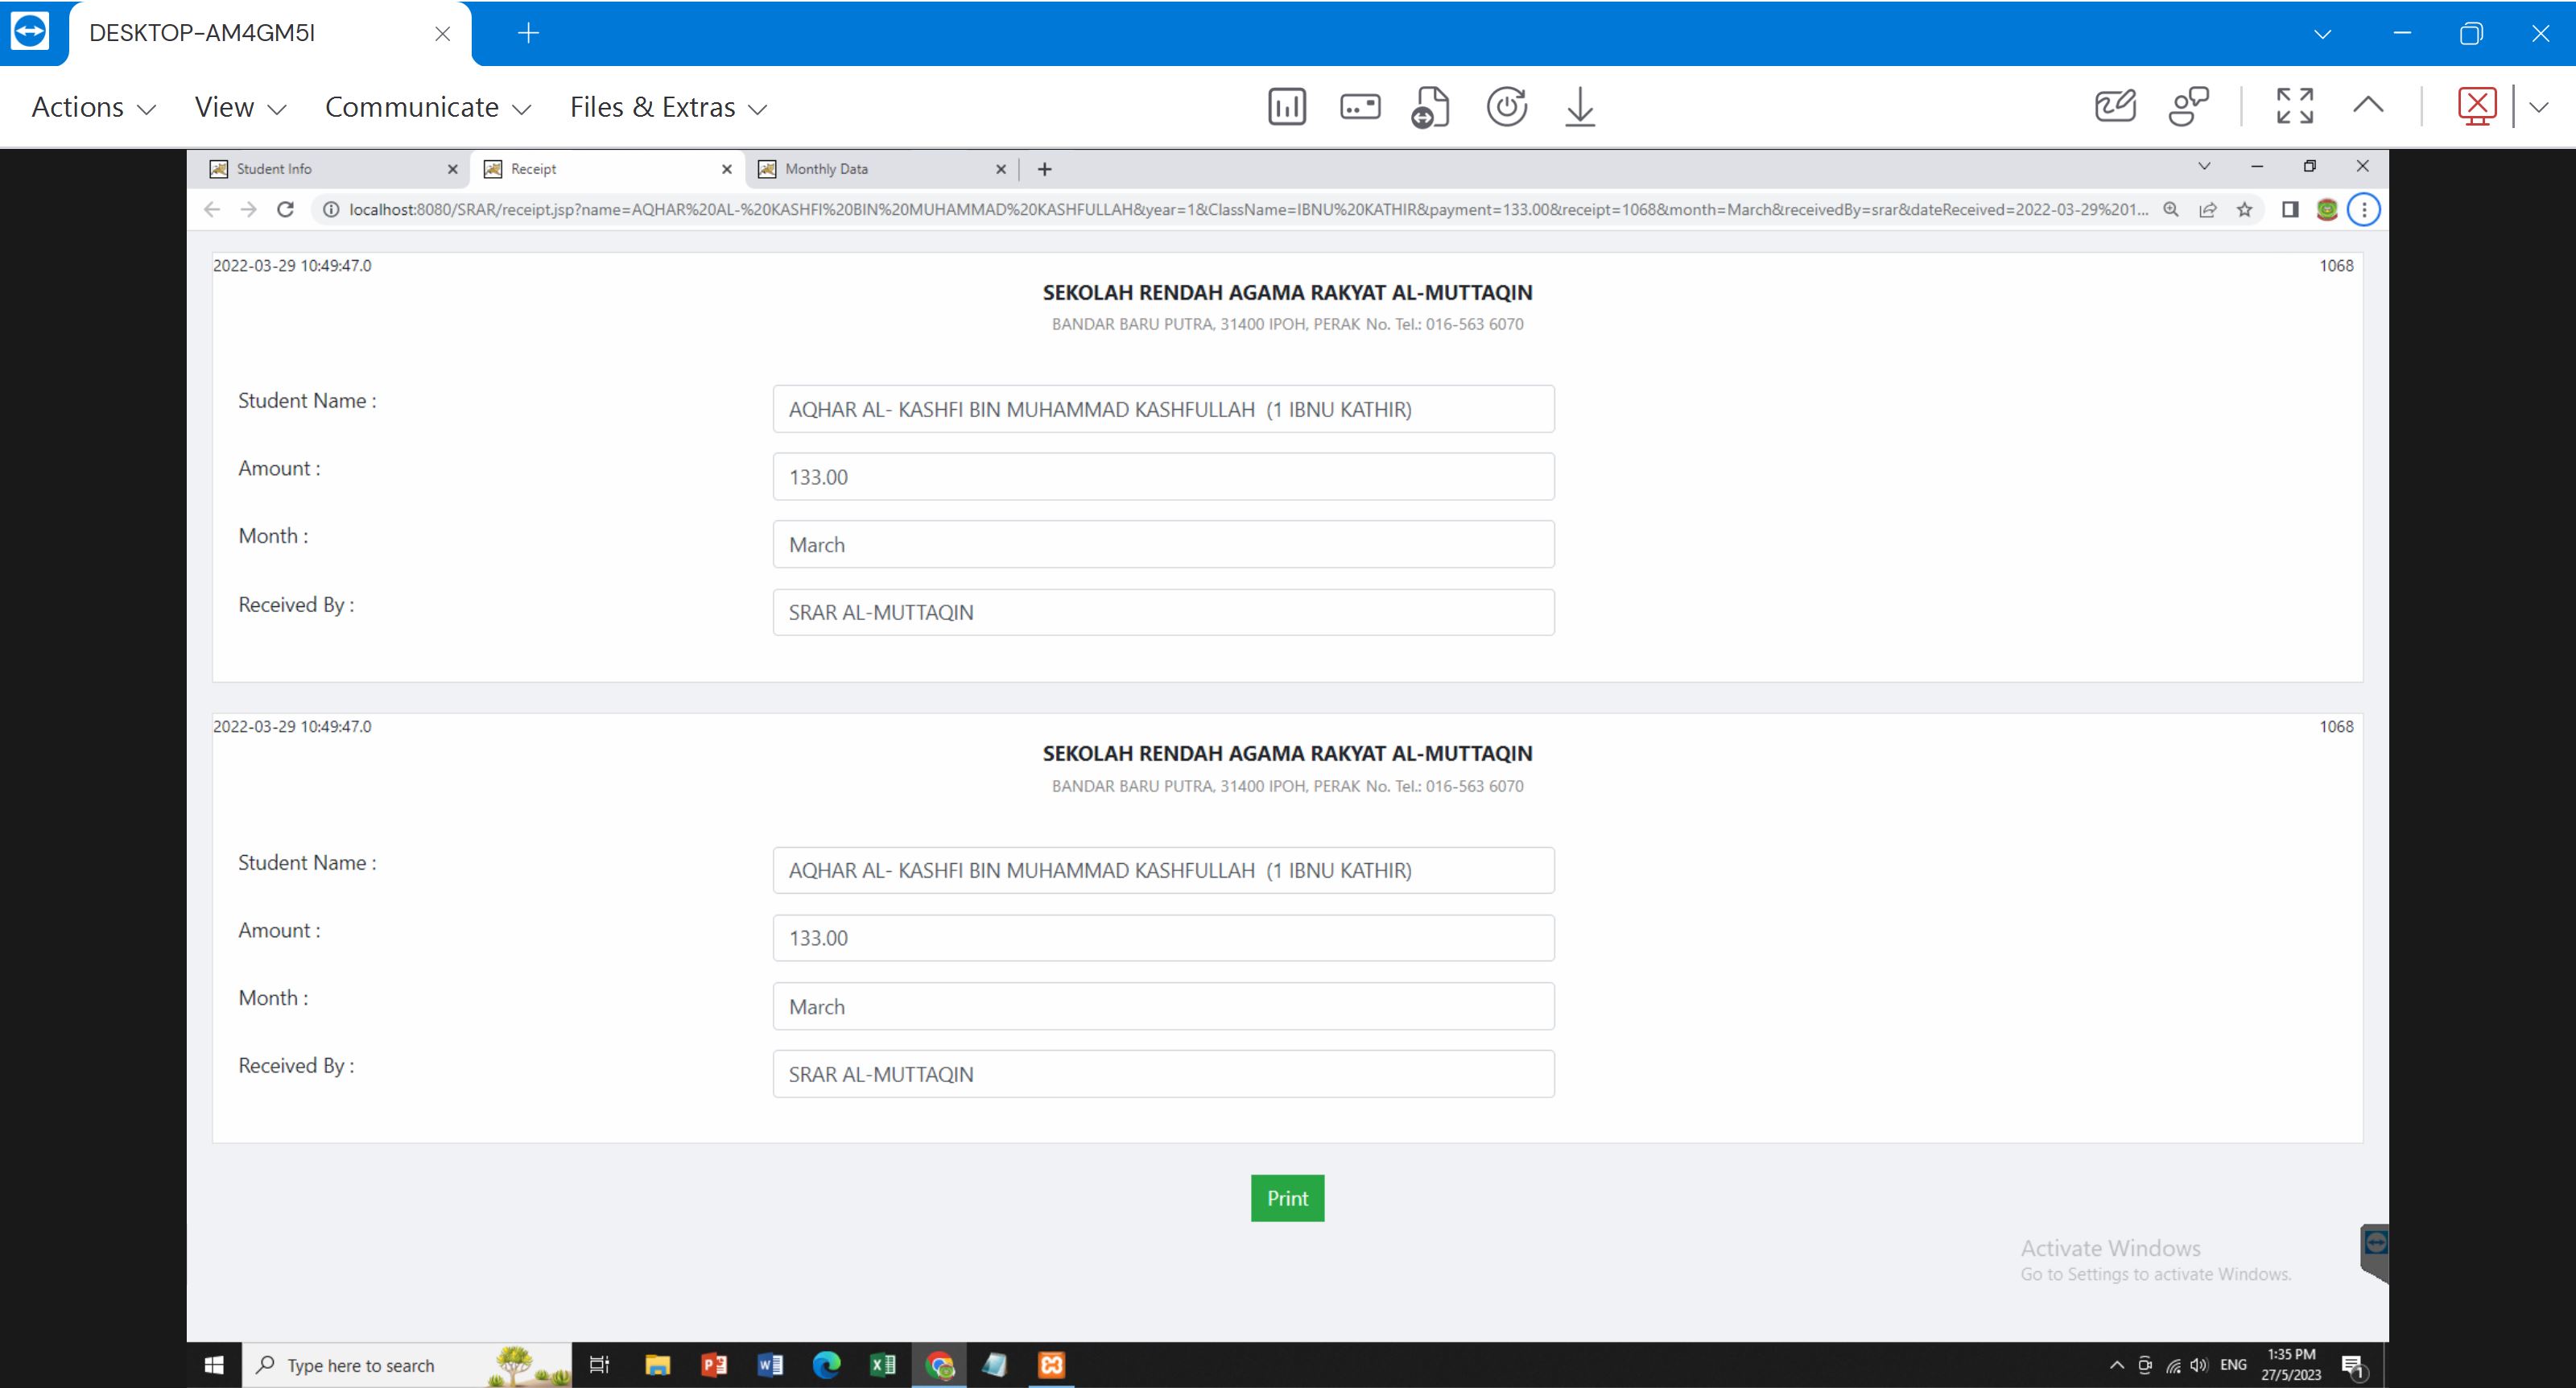 DESKTOP-AM4GM5I
Actions View Communicate Files & Extras
Student Info Receipt Monthly Data
localhost:8080/SRAR/receipt.jsp?name=AQHAR%20AL-%20KASHFI%20BIN%20MUHAMMAD%20KASHFULLAH&year=1&ClassName=IBNU%20KATHIR&payment=133.00&receipt=1068&month=March&receivedBy=srar&dateReceived=2022-03-29%201...
2022-03-29 10:49:47.0 1068
SEKOLAH RENDAH AGAMA RAKYAT AL-MUTTAQIN
BANDAR BARU PUTRA, 31400 IPOH, PERAK No. Tel.: 016-563 6070
Student Name : AQHAR AL- KASHFI BIN MUHAMMAD KASHFULLAH (1 IBNU KATHIR)
Amount : 133.00
Month : March
Received By : SRAR AL-MUTTAQIN
2022-03-29 10:49:47.0 1068
SEKOLAH RENDAH AGAMA RAKYAT AL-MUTTAQIN
BANDAR BARU PUTRA, 31400 IPOH, PERAK No. Tel.: 016-563 6070
Student Name : AQHAR AL- KASHFI BIN MUHAMMAD KASHFULLAH (1 IBNU KATHIR)
Amount : 133.00
Month : March
Received By : SRAR AL-MUTTAQIN
Print
Activate Windows
Go to Settings to activate Windows.
Type here to search
ENG
1:35 PM
27/5/2023
1